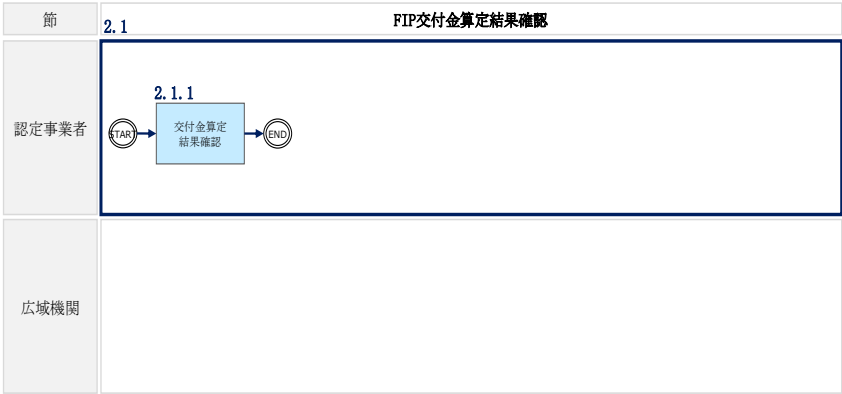 節
2.1
FIP交付金算定結果確認
認定事業者
2.1.1
START
交付金算定
結果確認
END
広域機関